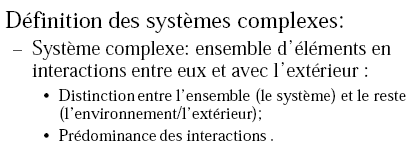 Définition des systèmes complexes:
– Système complexe: ensemble d'éléments en
interactions entre eux et avec l'extérieur :
• Distinction entre l'ensemble (le système) et le reste
(l'environnement/l'extérieur);
• Prédominance des interactions .